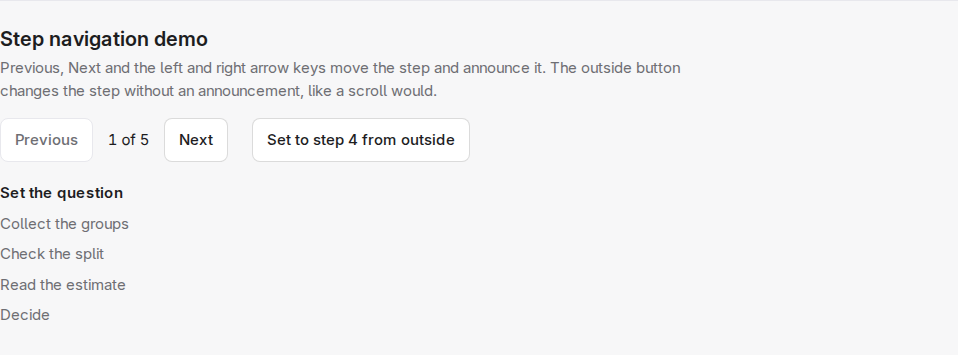 Step navigation demo
Previous, Next and the left and right arrow keys move the step and announce it. The outside button
changes the step without an announcement, like a scroll would.
Previous 1 of 5 Next Set to step 4 from outside
Set the question
Collect the groups
Check the split
Read the estimate
Decide